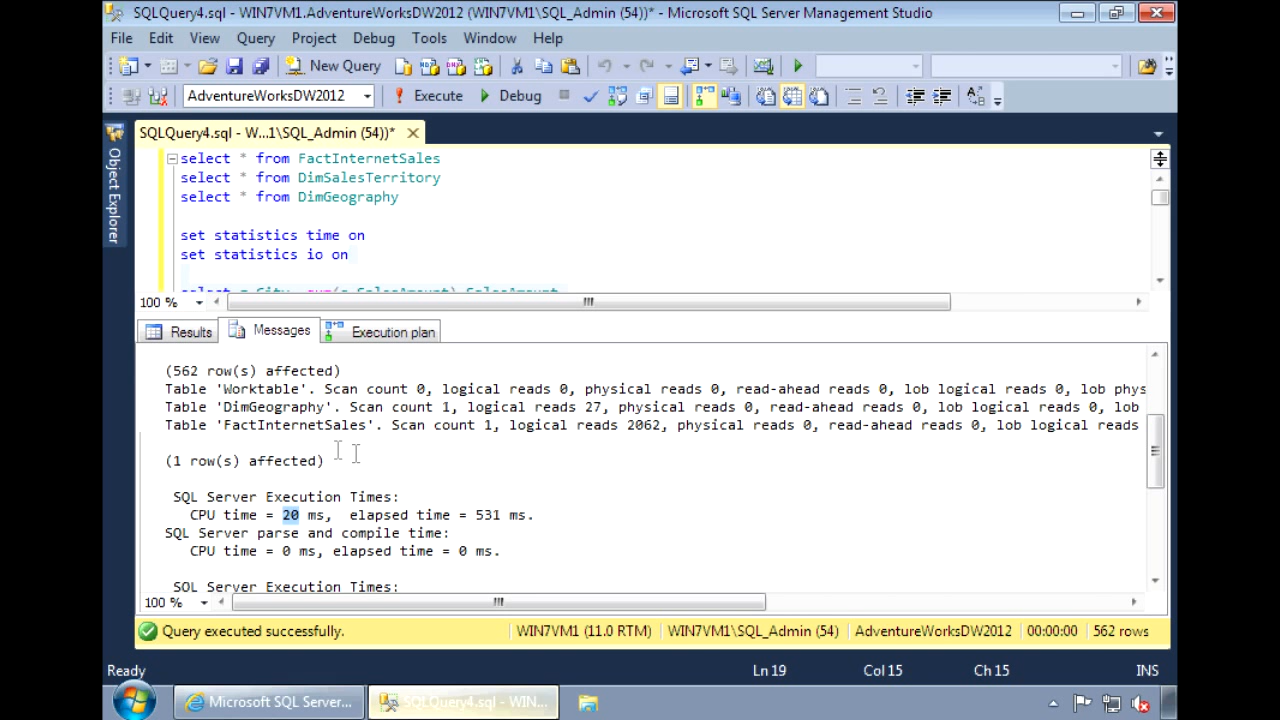 SQLQuery4.sql - WIN7VM1.AdventureWorksDW2012 (WIN7VM1\SQL_Admin (54))* - Microsoft SQL Server Management Studio
File Edit View Query Project Debug Tools Window Help
New Query
AdventureWorksDW2012 Execute Debug
Object Explorer
SQLQuery4.sql - W...1\SQL_Admin (54))*
select * from FactInternetSales
select * from DimSalesTerritory
select * from DimGeography
set statistics time on
set statistics io on
select g.City, sum(s.SalesAmount) SalesAmount
100 %
Results Messages Execution plan
(562 row(s) affected)
Table 'Worktable'. Scan count 0, logical reads 0, physical reads 0, read-ahead reads 0, lob logical reads 0, lob phys
Table 'DimGeography'. Scan count 1, logical reads 27, physical reads 0, read-ahead reads 0, lob logical reads 0, lob
Table 'FactInternetSales'. Scan count 1, logical reads 2062, physical reads 0, read-ahead reads 0, lob logical reads
(1 row(s) affected)
SQL Server Execution Times:
CPU time = 20 ms, elapsed time = 531 ms.
SQL Server parse and compile time:
CPU time = 0 ms, elapsed time = 0 ms.
SQL Server Execution Times:
100 %
Query executed successfully. WIN7VM1 (11.0 RTM) WIN7VM1\SQL_Admin (54) AdventureWorksDW2012 00:00:00 562 rows
Ready Ln 19 Col 15 Ch 15 INS
Microsoft SQL Server... SQLQuery4.sql - WIN...